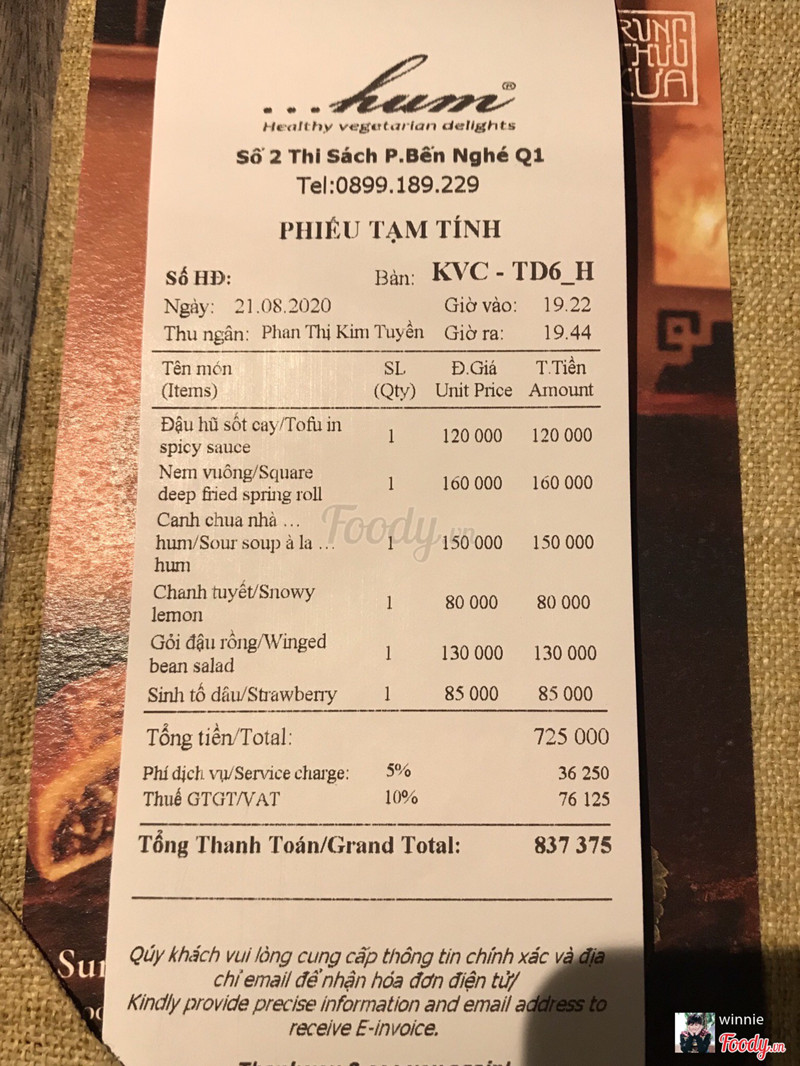 ...hum®
Healthy vegetarian delights
Số 2 Thi Sách P.Bến Nghé Q1
Tel:0899.189.229
PHIẾU TẠM TÍNH
Số HĐ: Bàn: KVC - TD6_H
Ngày: 21.08.2020 Giờ vào: 19.22
Thu ngân: Phan Thị Kim Tuyền Giờ ra: 19.44
Tên món SL Đ.Giá T.Tiền
(Items) (Qty) Unit Price Amount
Đậu hũ sốt cay/Tofu in
spicy sauce 1 120 000 120 000
Nem vuông/Square
deep fried spring roll 1 160 000 160 000
Canh chua nhà ...
hum/Sour soup à la ... 1 150 000 150 000
hum
Chanh tuyết/Snowy
lemon 1 80 000 80 000
Gỏi đậu rồng/Winged
bean salad 1 130 000 130 000
Sinh tố dâu/Strawberry 1 85 000 85 000
Tổng tiền/Total: 725 000
Phí dịch vụ/Service charge: 5% 36 250
Thuế GTGT/VAT 10% 76 125
Tổng Thanh Toán/Grand Total: 837 375
Qúy khách vui lòng cung cấp thông tin chính xác và địa
chỉ email để nhận hóa đơn điện tử/
Kindly provide precise information and email address to
receive E-invoice.
Foody.vn
winnie
Foody.vn